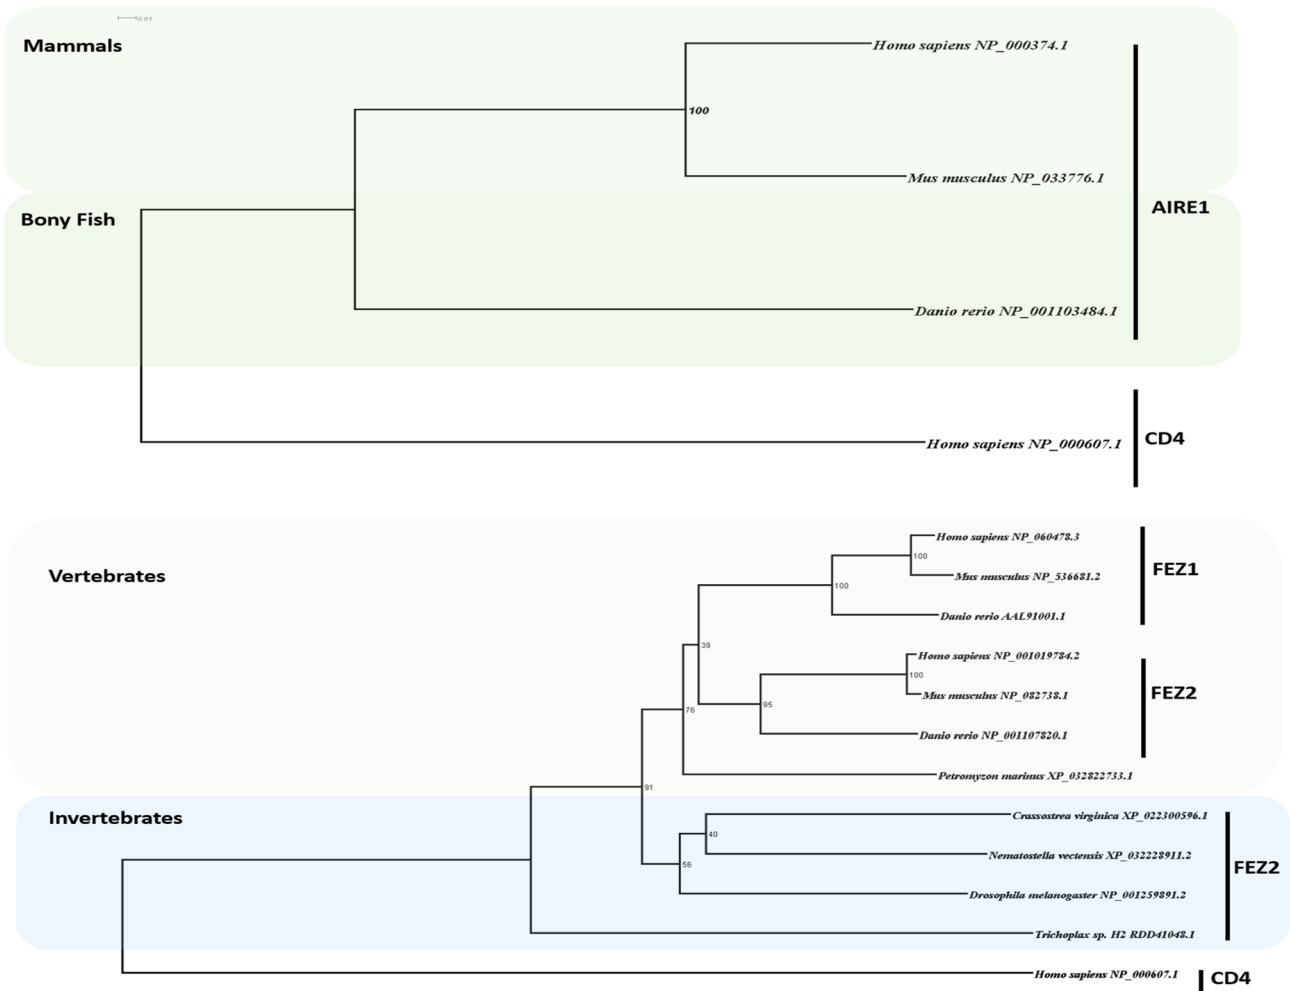 0.01
Mammals
Homo sapiens NP_000374.1
100
Mus musculus NP_033776.1
AIRE1
Bony Fish
Danio rerio NP_001103484.1
Homo sapiens NP_000607.1
CD4
Vertebrates
Homo sapiens NP_060478.3
100
Mus musculus NP_536681.2
FEZ1
100
Danio rerio AAL91001.1
39
Homo sapiens NP_001019784.2
100
Mus musculus NP_082738.1
FEZ2
95
76
Danio rerio NP_001107820.1
Petromyzon marinus XP_032822733.1
91
Invertebrates
Crassostrea virginica XP_022300596.1
40
Nematostella vectensis XP_032228911.2
56
FEZ2
Drosophila melanogaster NP_001259891.2
Trichoplax sp. H2 RDD41048.1
Homo sapiens NP_000607.1
CD4